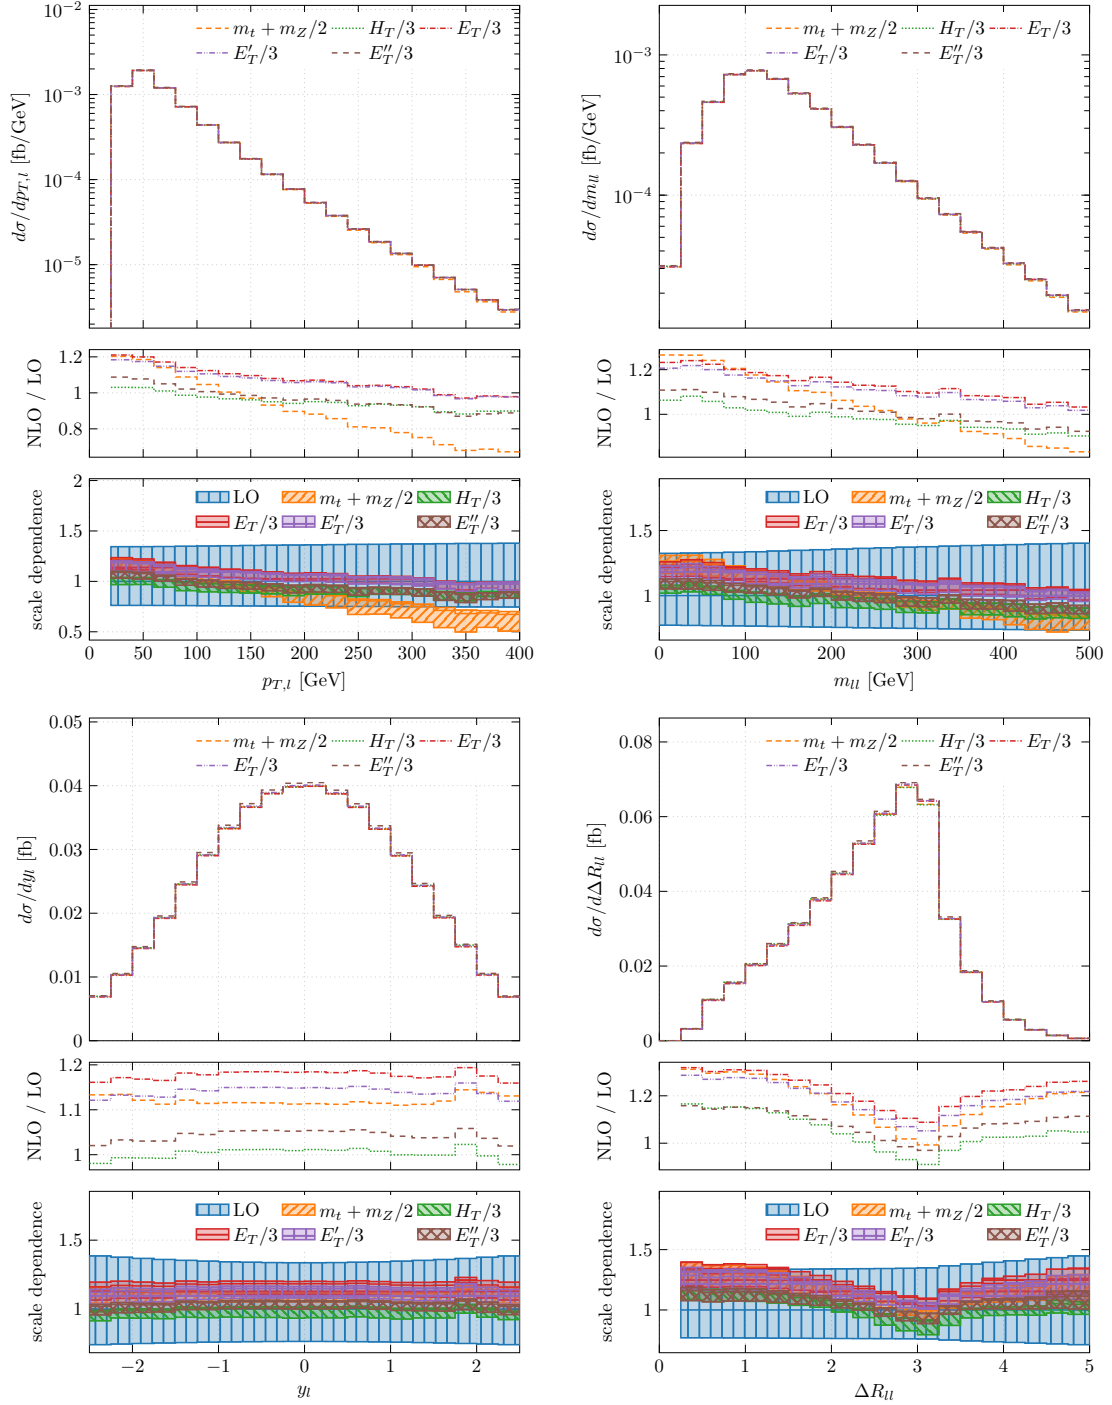 m_t + m_Z/2 H_T/3 E_T/3
E'_T/3 E''_T/3
10^{-3}
10^{-4}
10^{-5}
dσ/dp_{T,l} [fb/GeV]
1.2
1
0.8
NLO / LO
LO m_t + m_Z/2 H_T/3
E_T/3 E'_T/3 E''_T/3
2
1.5
1
0.5
scale dependence
0 50 100 150 200 250 300 350 400
p_{T,l} [GeV]
m_t + m_Z/2 H_T/3 E_T/3
E'_T/3 E''_T/3
10^{-3}
10^{-4}
dσ/dm_{ll} [fb/GeV]
1.2
1
NLO / LO
LO m_t + m_Z/2 H_T/3
E_T/3 E'_T/3 E''_T/3
1.5
1
scale dependence
0 100 200 300 400 500
m_{ll} [GeV]
m_t + m_Z/2 H_T/3 E_T/3
E'_T/3 E''_T/3
0.05
0.04
0.03
0.02
0.01
0
dσ/dy_l [fb]
1.2
1.1
1
NLO / LO
LO m_t + m_Z/2 H_T/3
E_T/3 E'_T/3 E''_T/3
1.5
1
scale dependence
−2 −1 0 1 2
y_l
m_t + m_Z/2 H_T/3 E_T/3
E'_T/3 E''_T/3
0.08
0.06
0.04
0.02
0
dσ/dΔR_{ll} [fb]
1.2
1
NLO / LO
LO m_t + m_Z/2 H_T/3
E_T/3 E'_T/3 E''_T/3
1.5
1
scale dependence
0 1 2 3 4 5
ΔR_{ll}